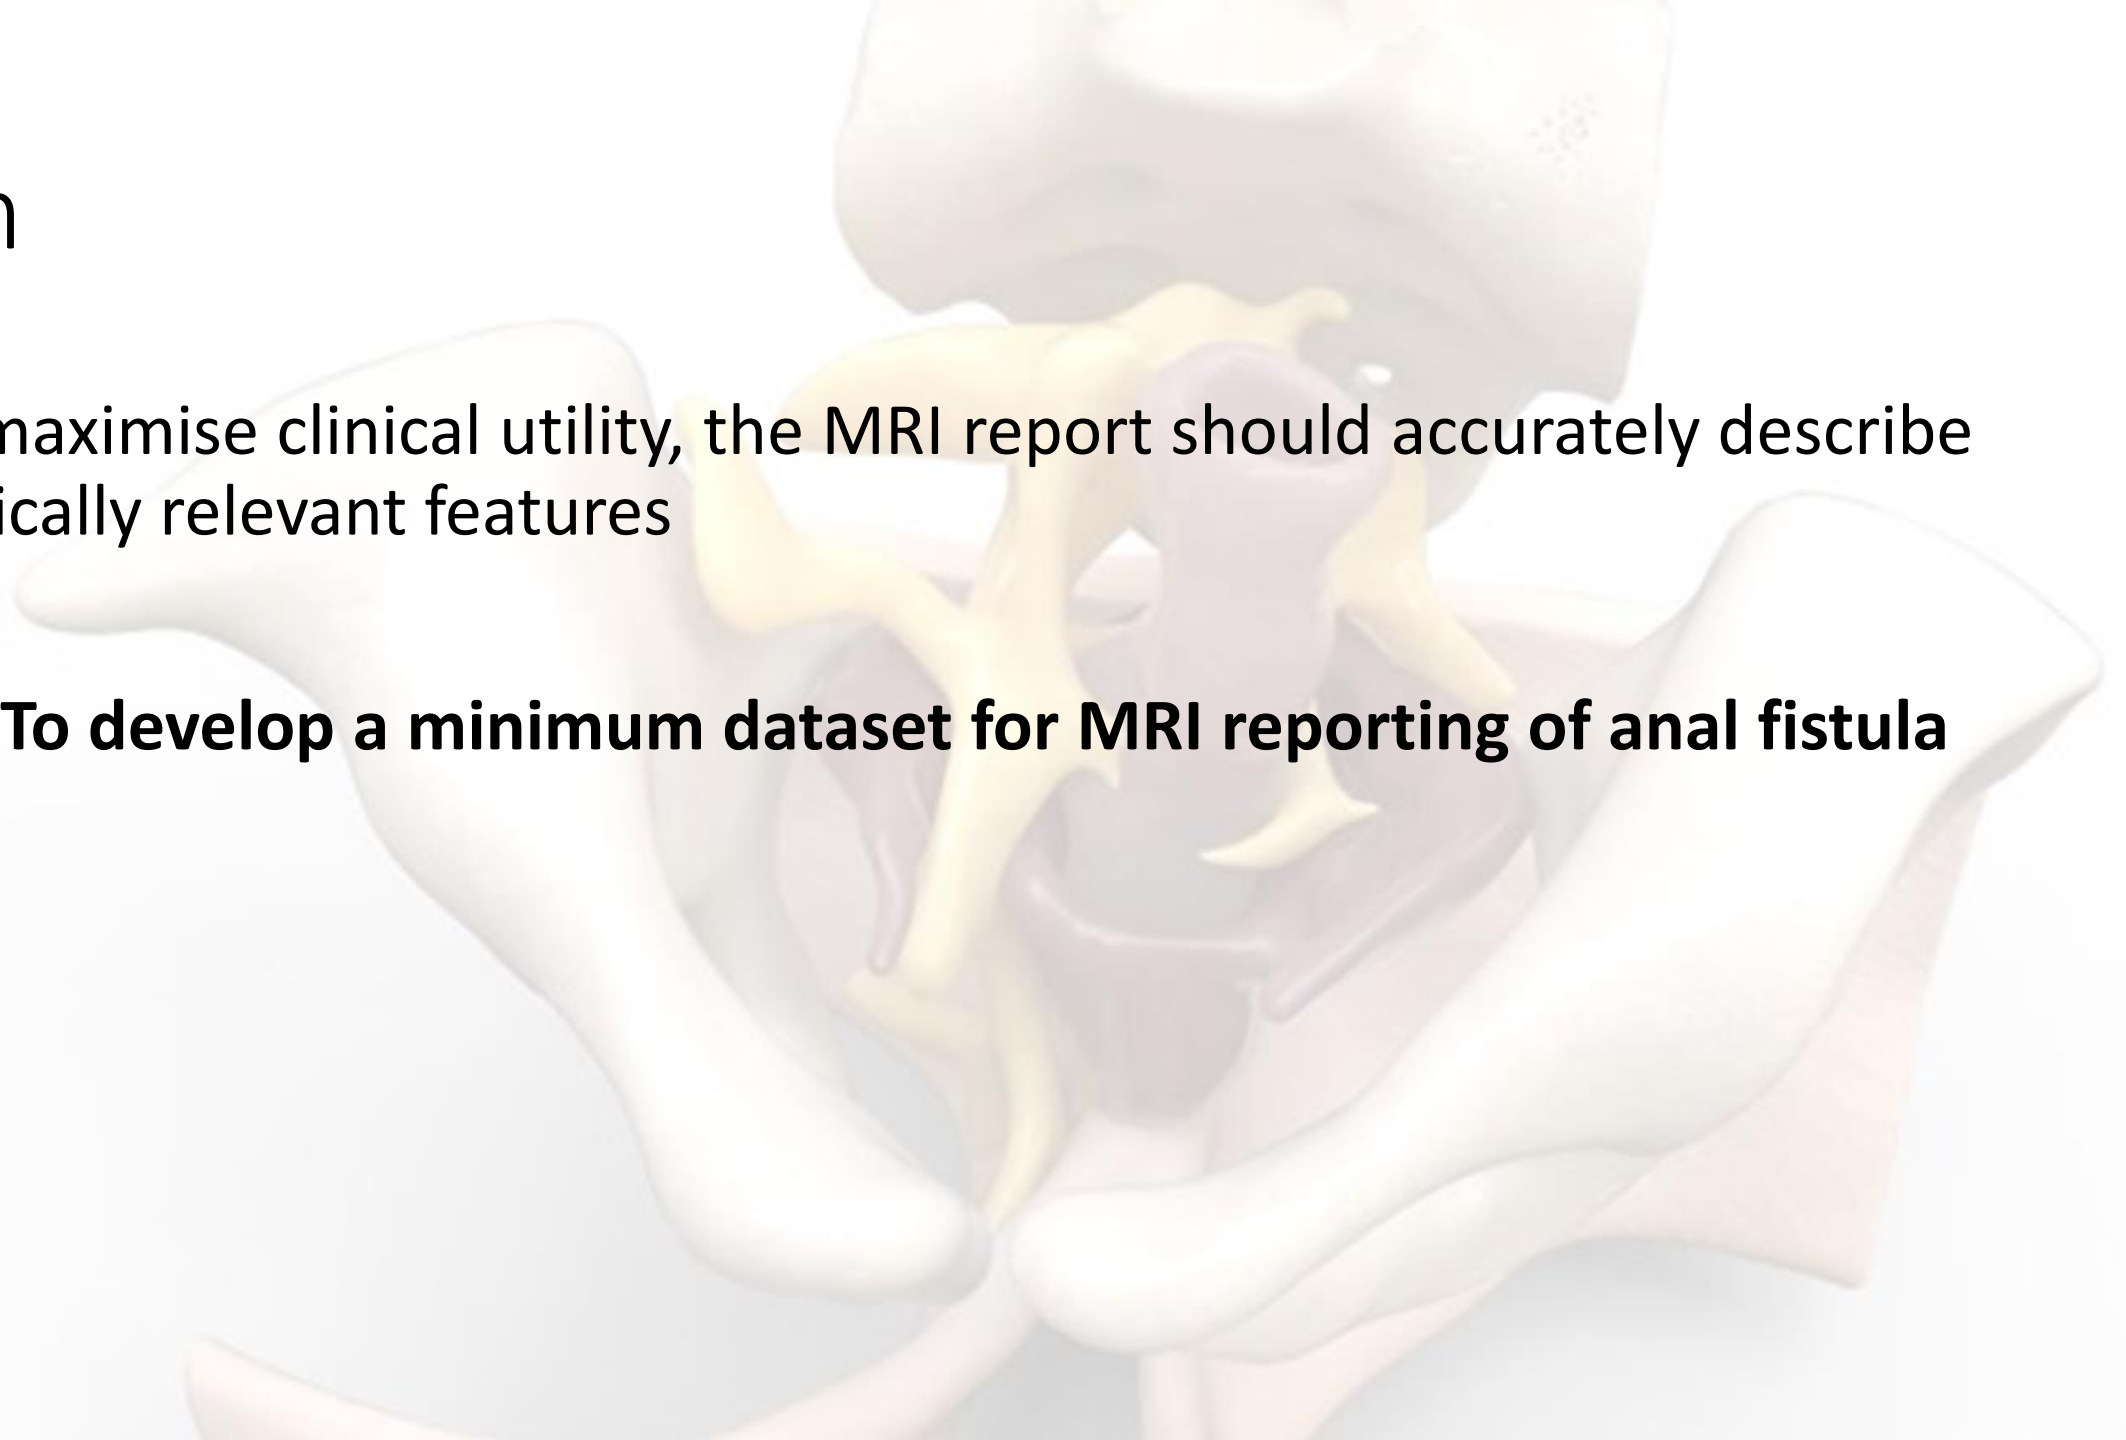 n
maximise clinical utility, the MRI report should accurately describe
ically relevant features
To develop a minimum dataset for MRI reporting of anal fistula